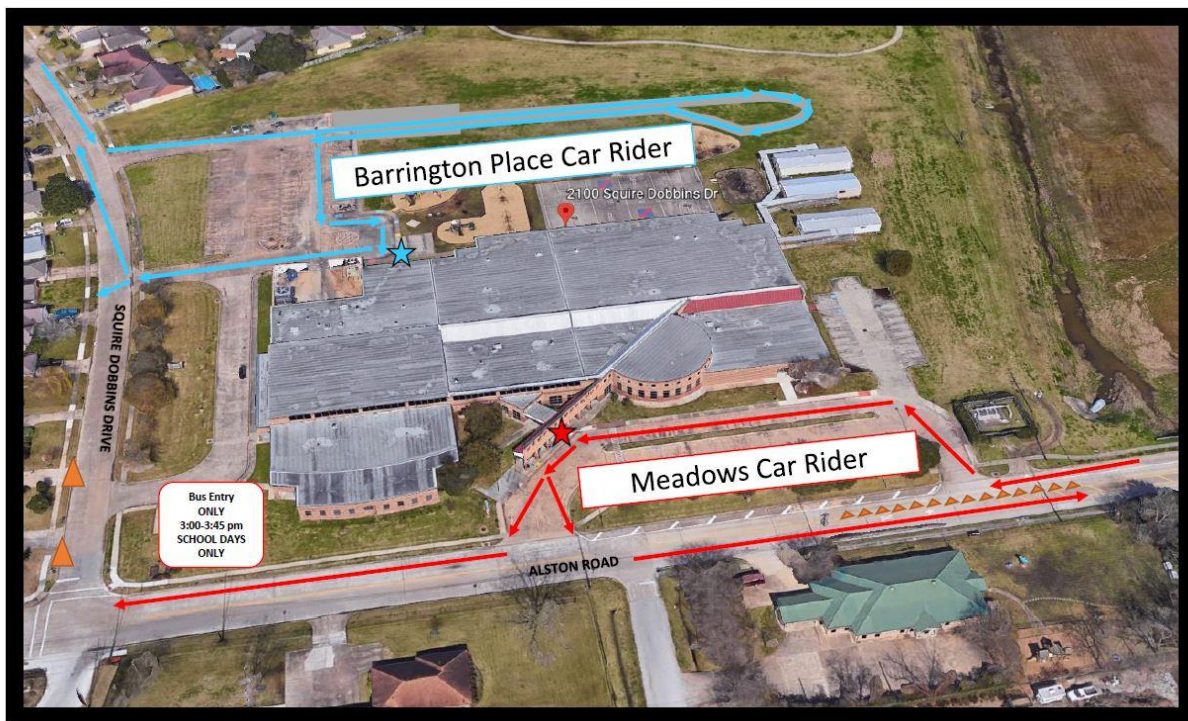 Barrington Place Car Rider
2100 Squire Dobbins Dr
SQUIRE DOBBINS DRIVE
Meadows Car Rider
Bus Entry
ONLY
3:00-3:45 pm
SCHOOL DAYS
ONLY
ALSTON ROAD